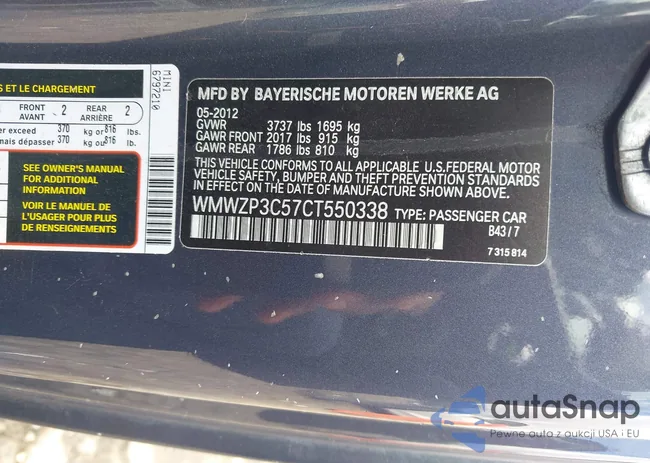 S ET LE CHARGEMENT
FRONT
AVANT
2
REAR
ARRIÈRE
2
er exceed 370 kg or 816 lbs.
mais dépasser 370 kg ou 816 lb.
SEE OWNER'S MANUAL
FOR ADDITIONAL
INFORMATION
VOIR LE MANUEL DE
L'USAGER POUR PLUS
DE RENSEIGNEMENTS
MINI
6797210
MFD BY BAYERISCHE MOTOREN WERKE AG
05-2012
GVWR 3737 lbs 1695 kg
GAWR FRONT 2017 lbs 915 kg
GAWR REAR 1786 lbs 810 kg
THIS VEHICLE CONFORMS TO ALL APPLICABLE U.S.FEDERAL MOTOR
VEHICLE SAFETY, BUMPER AND THEFT PREVENTION STANDARDS IN
EFFECT ON THE DATE OF MANUFACTURE SHOWN ABOVE.
WMWZP3C57CT550338 TYPE: PASSENGER CAR
B43/7
7 315 814
autoSnap
Pewne auta z aukcji USA i EU